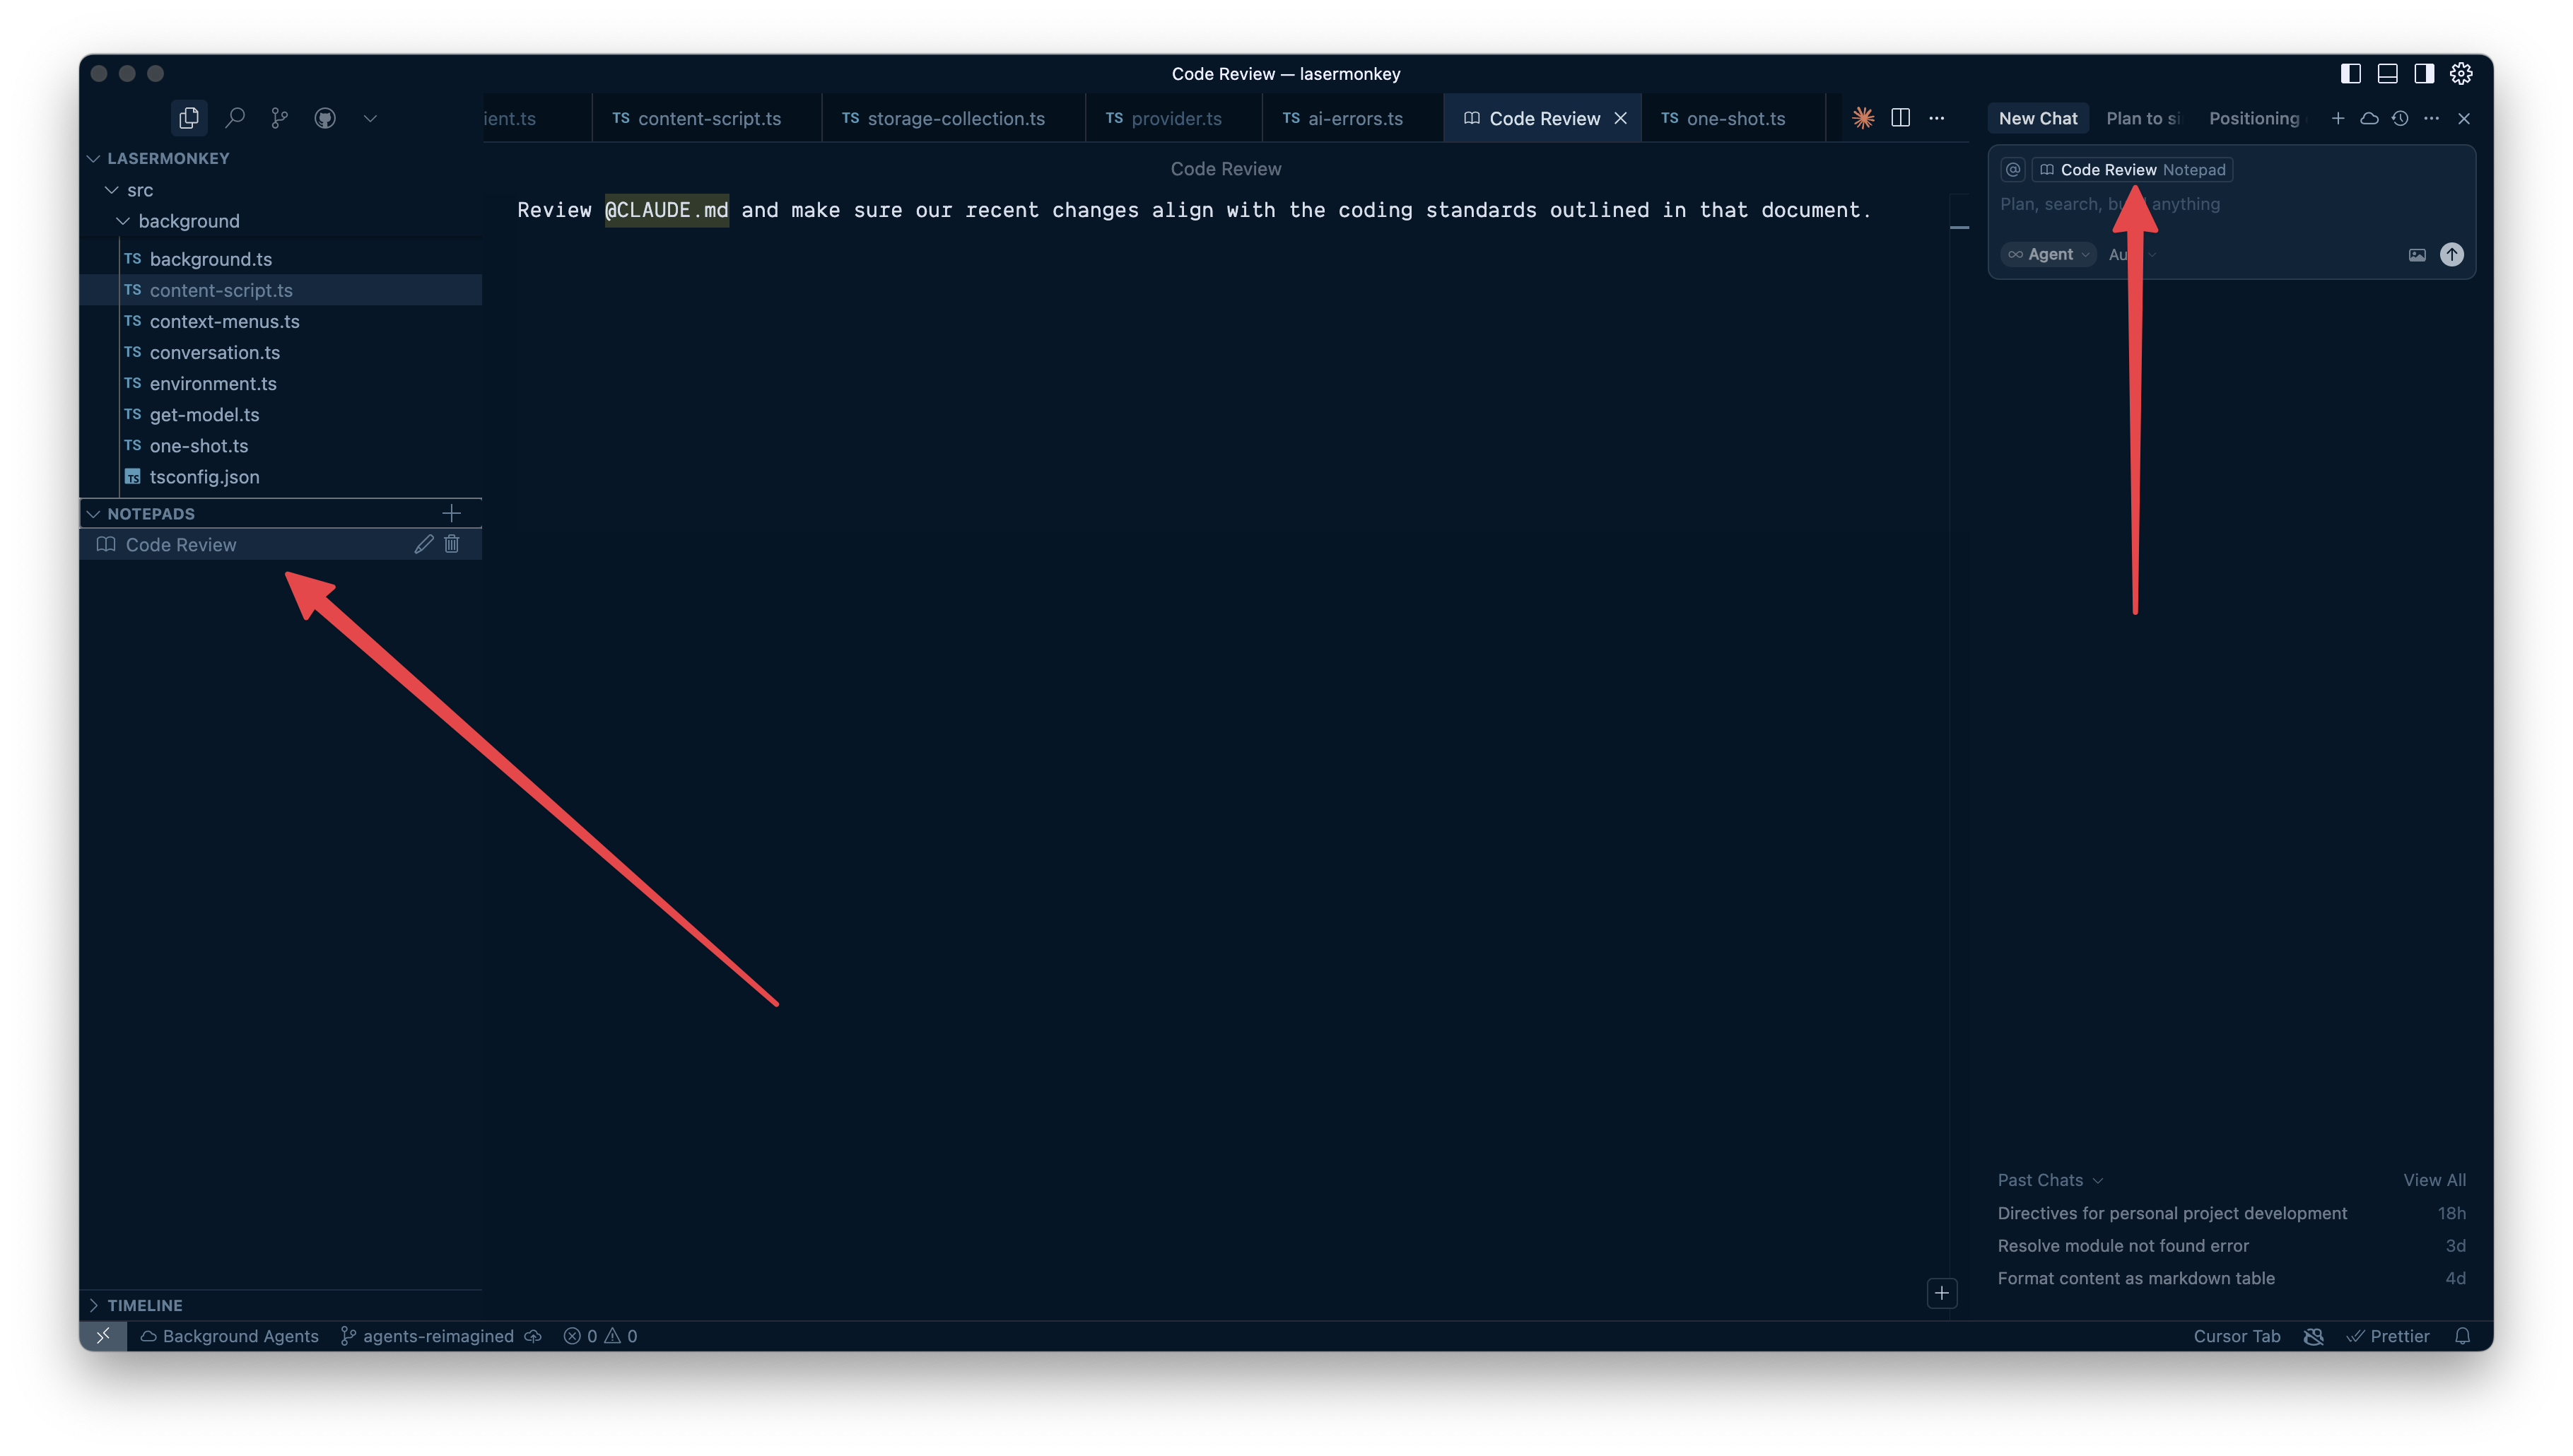 Code Review — lasermonkey
ient.ts
TS content-script.ts
TS storage-collection.ts
TS provider.ts
TS ai-errors.ts
Code Review
TS one-shot.ts
New Chat
Plan to si
Positioning
LASERMONKEY
src
background
TS background.ts
TS content-script.ts
TS context-menus.ts
TS conversation.ts
TS environment.ts
TS get-model.ts
TS one-shot.ts
TS tsconfig.json
NOTEPADS
Code Review
TIMELINE
Code Review
Review @CLAUDE.md and make sure our recent changes align with the coding standards outlined in that document.
@ Code Review Notepad
Plan, search, anything
Agent
Past Chats
View All
Directives for personal project development 18h
Resolve module not found error 3d
Format content as markdown table 4d
Background Agents
agents-reimagined
0
0
Cursor Tab
Prettier